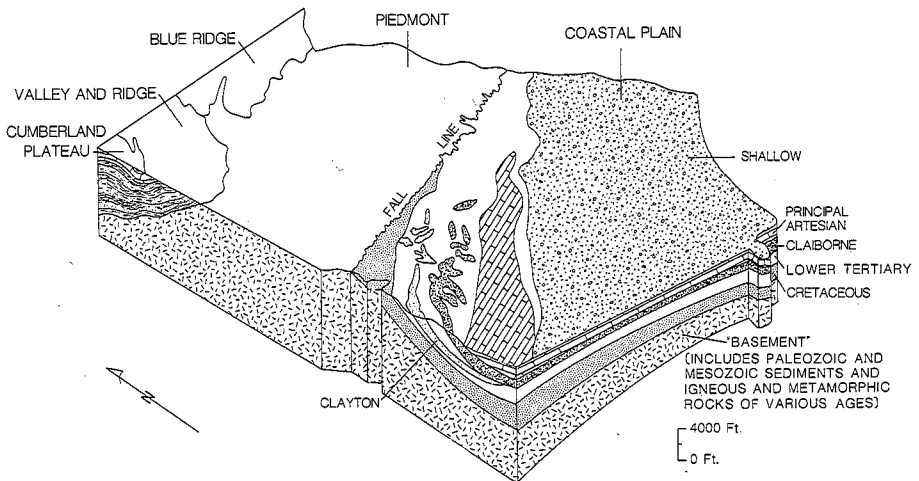 BLUE RIDGE
PIEDMONT
COASTAL PLAIN
VALLEY AND RIDGE
CUMBERLAND
PLATEAU
FALL LINE
SHALLOW
PRINCIPAL
ARTESIAN
CLAIBORNE
LOWER TERTIARY
CRETACEOUS
"BASEMENT"
(INCLUDES PALEOZOIC AND
MESOZOIC SEDIMENTS AND
IGNEOUS AND METAMORPHIC
ROCKS OF VARIOUS AGES)
CLAYTON
N
4000 Ft.
0 Ft.